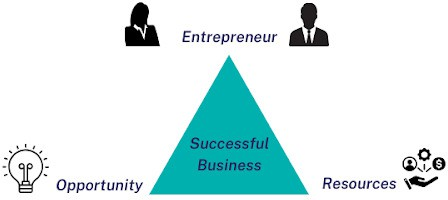 Entrepreneur
Successful
Business
Opportunity
Resources
$